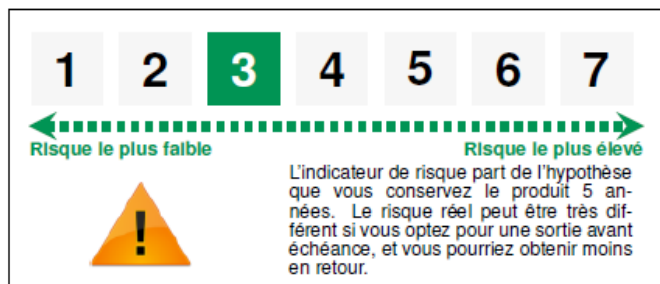 1 2 3 4 5 6 7
Risque le plus faible Risque le plus élevé
L'indicateur de risque part de l'hypothèse
que vous conservez le produit 5 an-
nées. Le risque réel peut être très dif-
férent si vous optez pour une sortie avant
échéance, et vous pourriez obtenir moins
en retour.
!